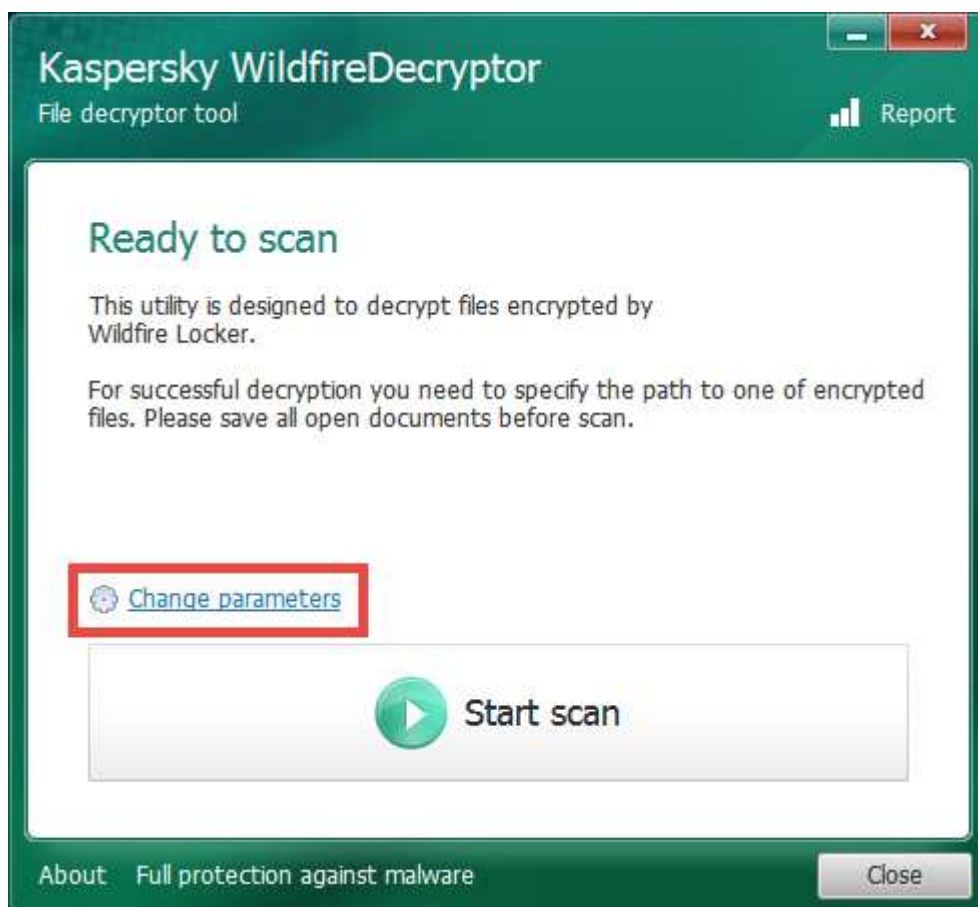 Kaspersky WildfireDecryptor
File decryptor tool
Report
Ready to scan
This utility is designed to decrypt files encrypted by
Wildfire Locker.
For successful decryption you need to specify the path to one of encrypted
files. Please save all open documents before scan.
Change parameters
Start scan
About Full protection against malware Close